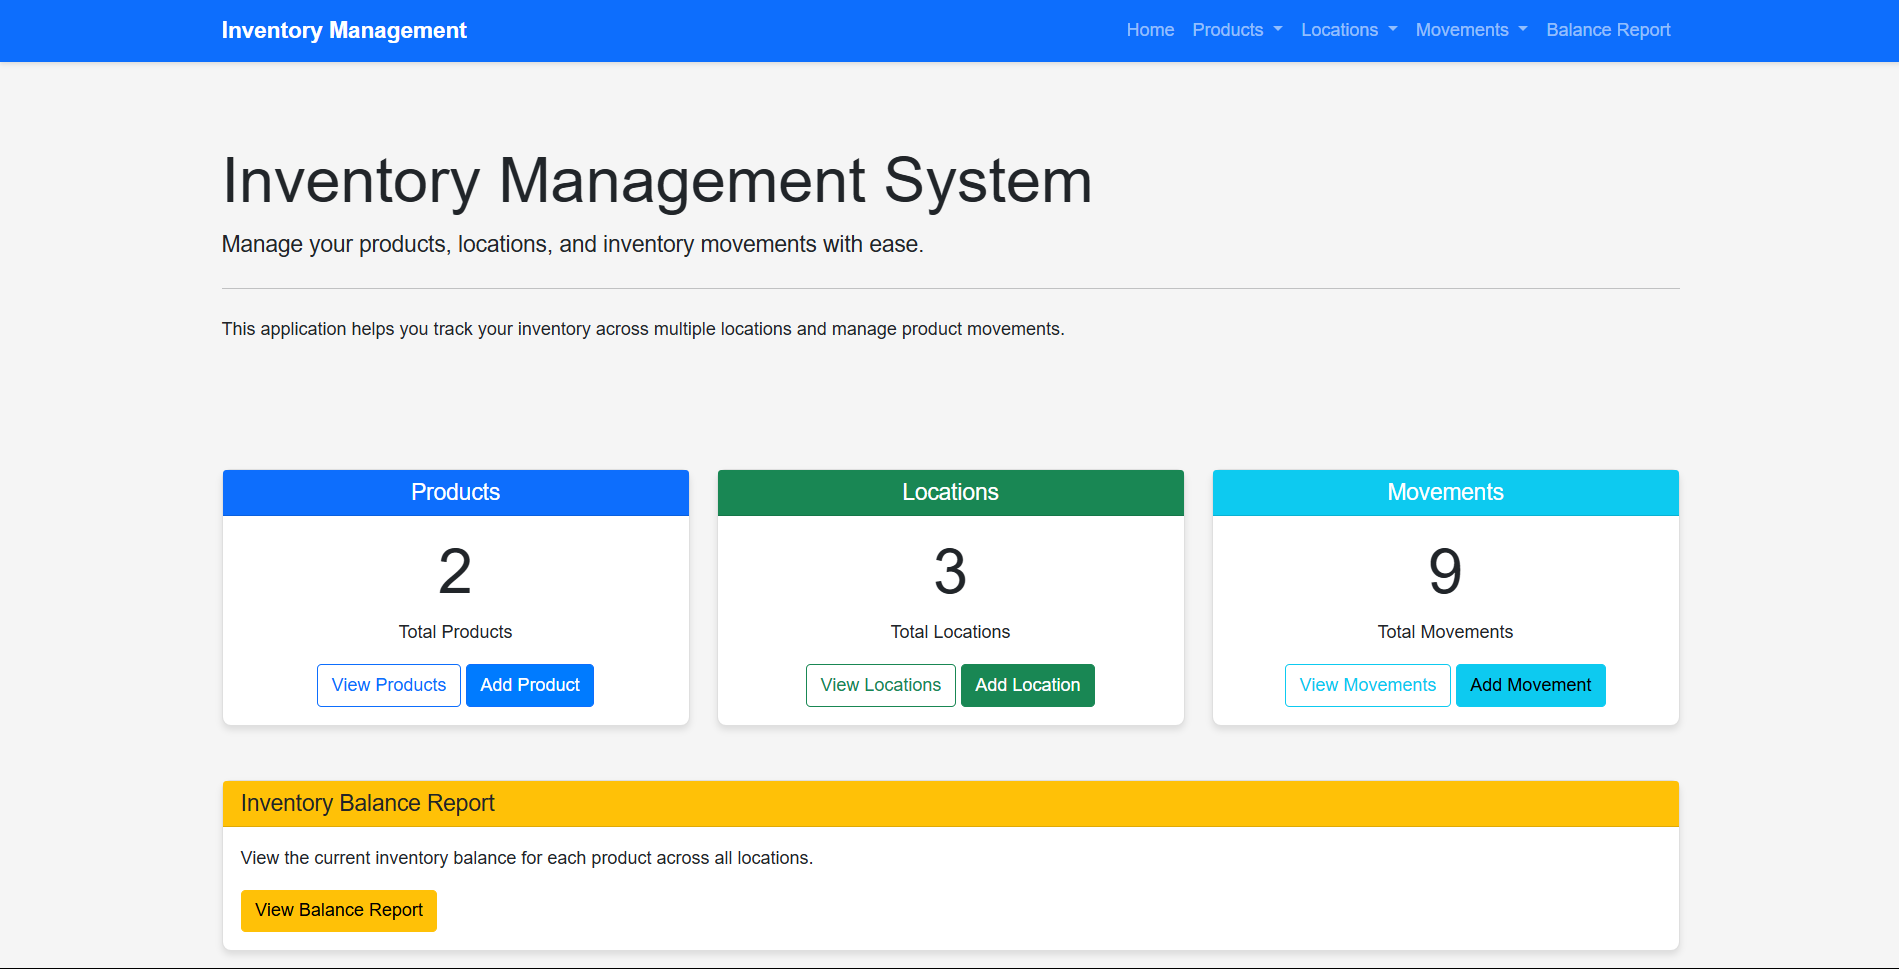 Inventory Management
Home Products Locations Movements Balance Report
Inventory Management System
Manage your products, locations, and inventory movements with ease.
This application helps you track your inventory across multiple locations and manage product movements.
Products
2
Total Products
View Products Add Product
Locations
3
Total Locations
View Locations Add Location
Movements
9
Total Movements
View Movements Add Movement
Inventory Balance Report
View the current inventory balance for each product across all locations.
View Balance Report